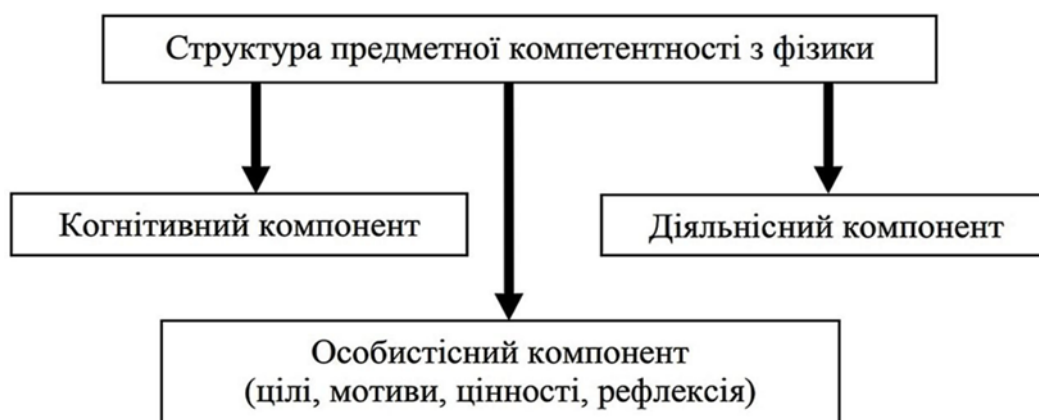 Структура предметної компетентності з фізики
Когнітивний компонент
Діяльнісний компонент
Особистісний компонент
(цілі, мотиви, цінності, рефлексія)